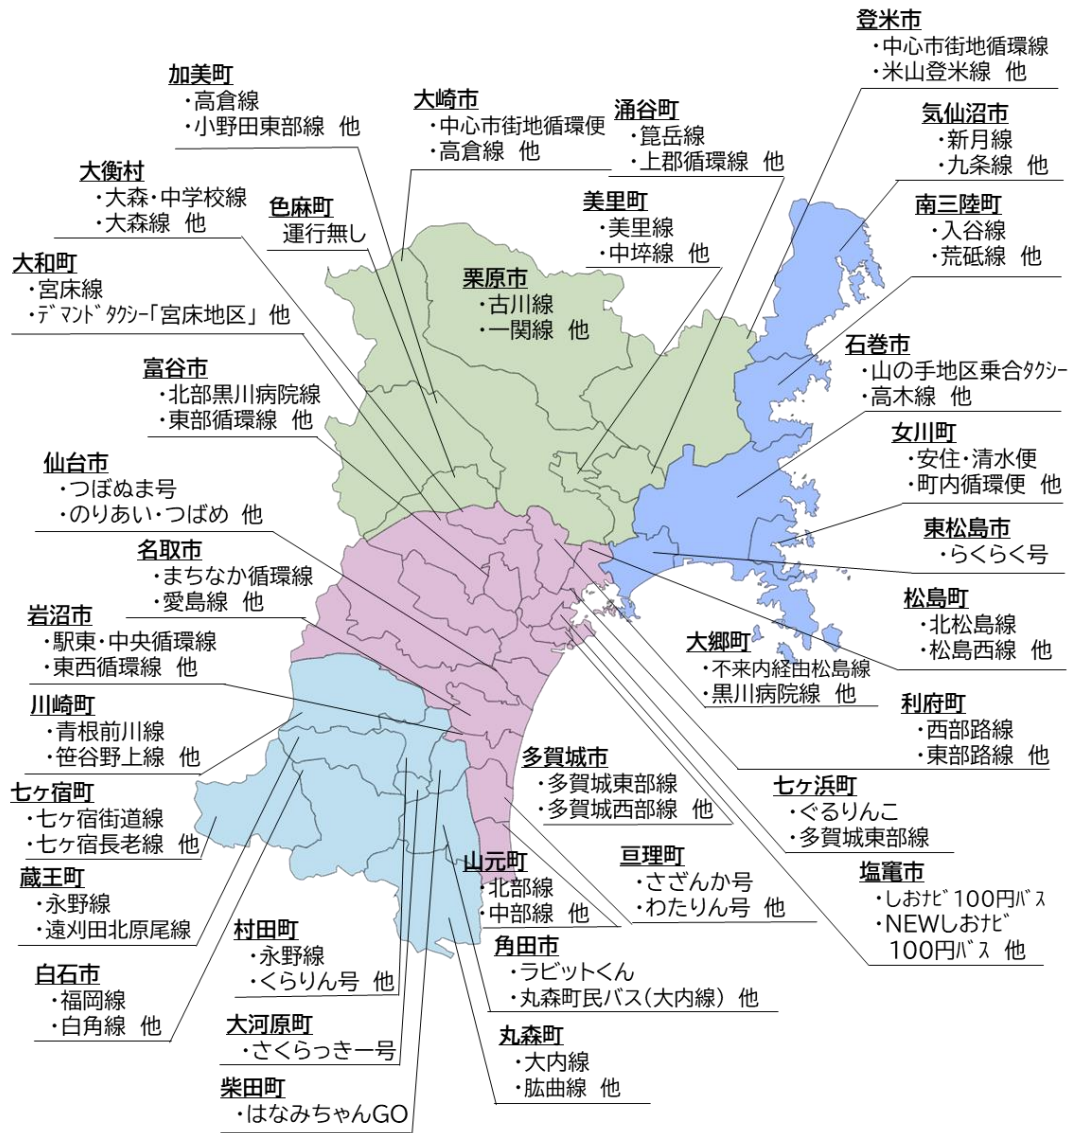 登米市
・中心市街地循環線
・米山登米線 他
加美町
・高倉線
・小野田東部線 他
大崎市
・中心市街地循環便
・高倉線 他
涌谷町
・箟岳線
・上郡循環線 他
気仙沼市
・新月線
・九条線 他
大衡村
・大森・中学校線
・大森線 他
色麻町
運行無し
美里町
・美里線
・中埣線 他
南三陸町
・入谷線
・荒砥線 他
大和町
・宮床線
・ﾃﾞﾏﾝﾄﾞﾀｸｼｰ「宮床地区」 他
栗原市
・古川線
・一関線 他
石巻市
・山の手地区乗合ﾀｸｼｰ
・高木線 他
富谷市
・北部黒川病院線
・東部循環線 他
女川町
・安住・清水便
・町内循環便 他
仙台市
・つぼぬま号
・のりあい・つばめ 他
東松島市
・らくらく号
名取市
・まちなか循環線
・愛島線 他
松島町
・北松島線
・松島西線 他
岩沼市
・駅東・中央循環線
・東西循環線 他
大郷町
・不来内経由松島線
・黒川病院線 他
川崎町
・青根前川線
・笹谷野上線 他
利府町
・西部路線
・東部路線 他
多賀城市
・多賀城東部線
・多賀城西部線 他
七ヶ浜町
・ぐるりんこ
・多賀城東部線
七ヶ宿町
・七ヶ宿街道線
・七ヶ宿長老線 他
山元町
・北部線
・中部線 他
亘理町
・さざんか号
・わたりん号 他
塩竈市
・しおﾅﾋﾞ100円ﾊﾞｽ
・NEWしおﾅﾋﾞ
100円ﾊﾞｽ 他
蔵王町
・永野線
・遠刈田北原尾線
村田町
・永野線
・くらりん号 他
角田市
・ラビットくん
・丸森町民バス(大内線) 他
白石市
・福岡線
・白角線 他
大河原町
・さくらっきー号
丸森町
・大内線
・肱曲線 他
柴田町
・はなみちゃんGO